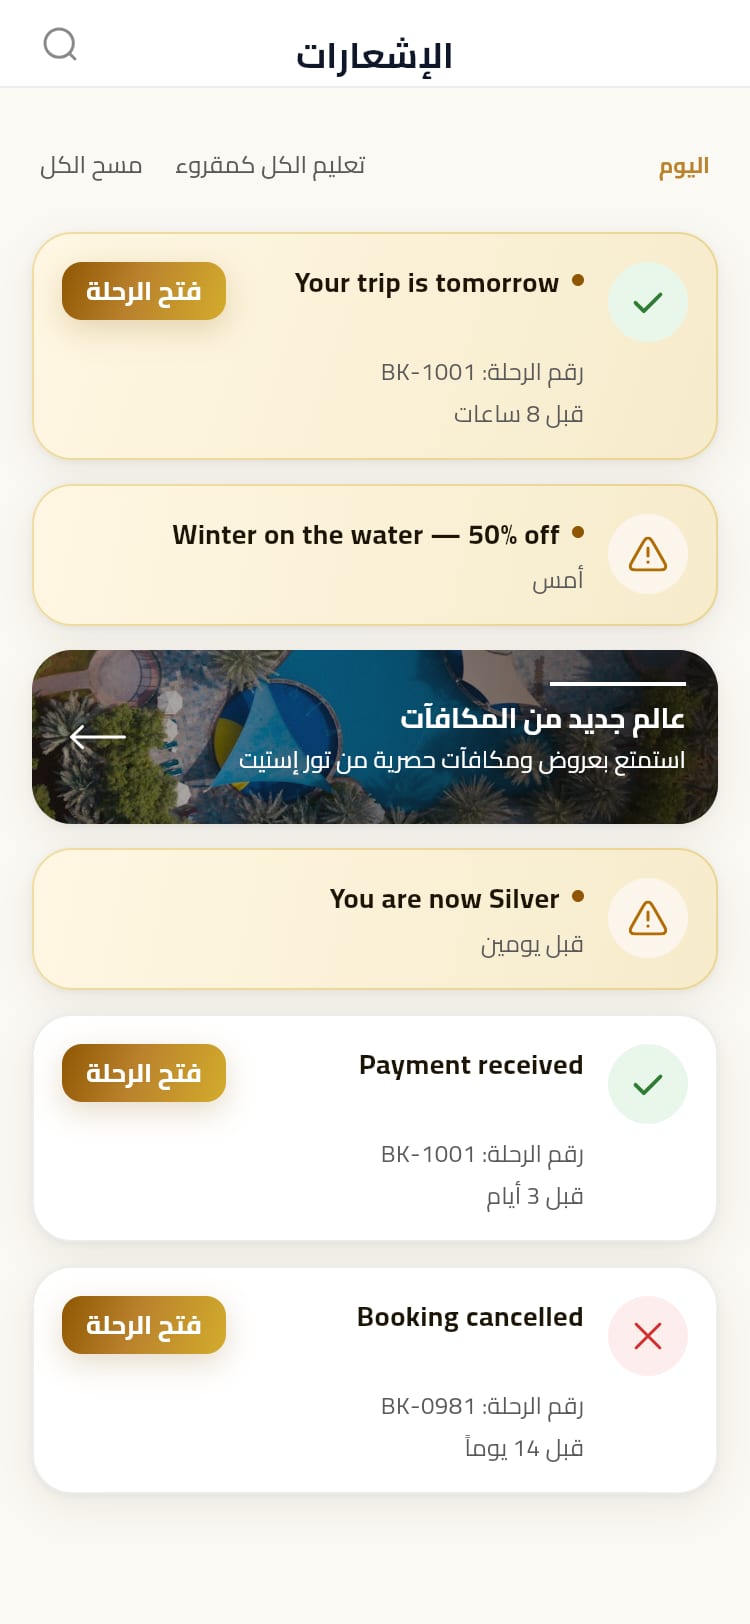 الإشعارات
اليوم
تعليم الكل كمقروء
مسح الكل
Your trip is tomorrow
فتح الرحلة
رقم الرحلة: BK-1001
قبل 8 ساعات
Winter on the water — 50% off
أمس
عالم جديد من المكافآت
استمتع بعروض ومكافآت حصرية من تور إستيت
You are now Silver
قبل يومين
Payment received
فتح الرحلة
رقم الرحلة: BK-1001
قبل 3 أيام
Booking cancelled
فتح الرحلة
رقم الرحلة: BK-0981
قبل 14 يوماً